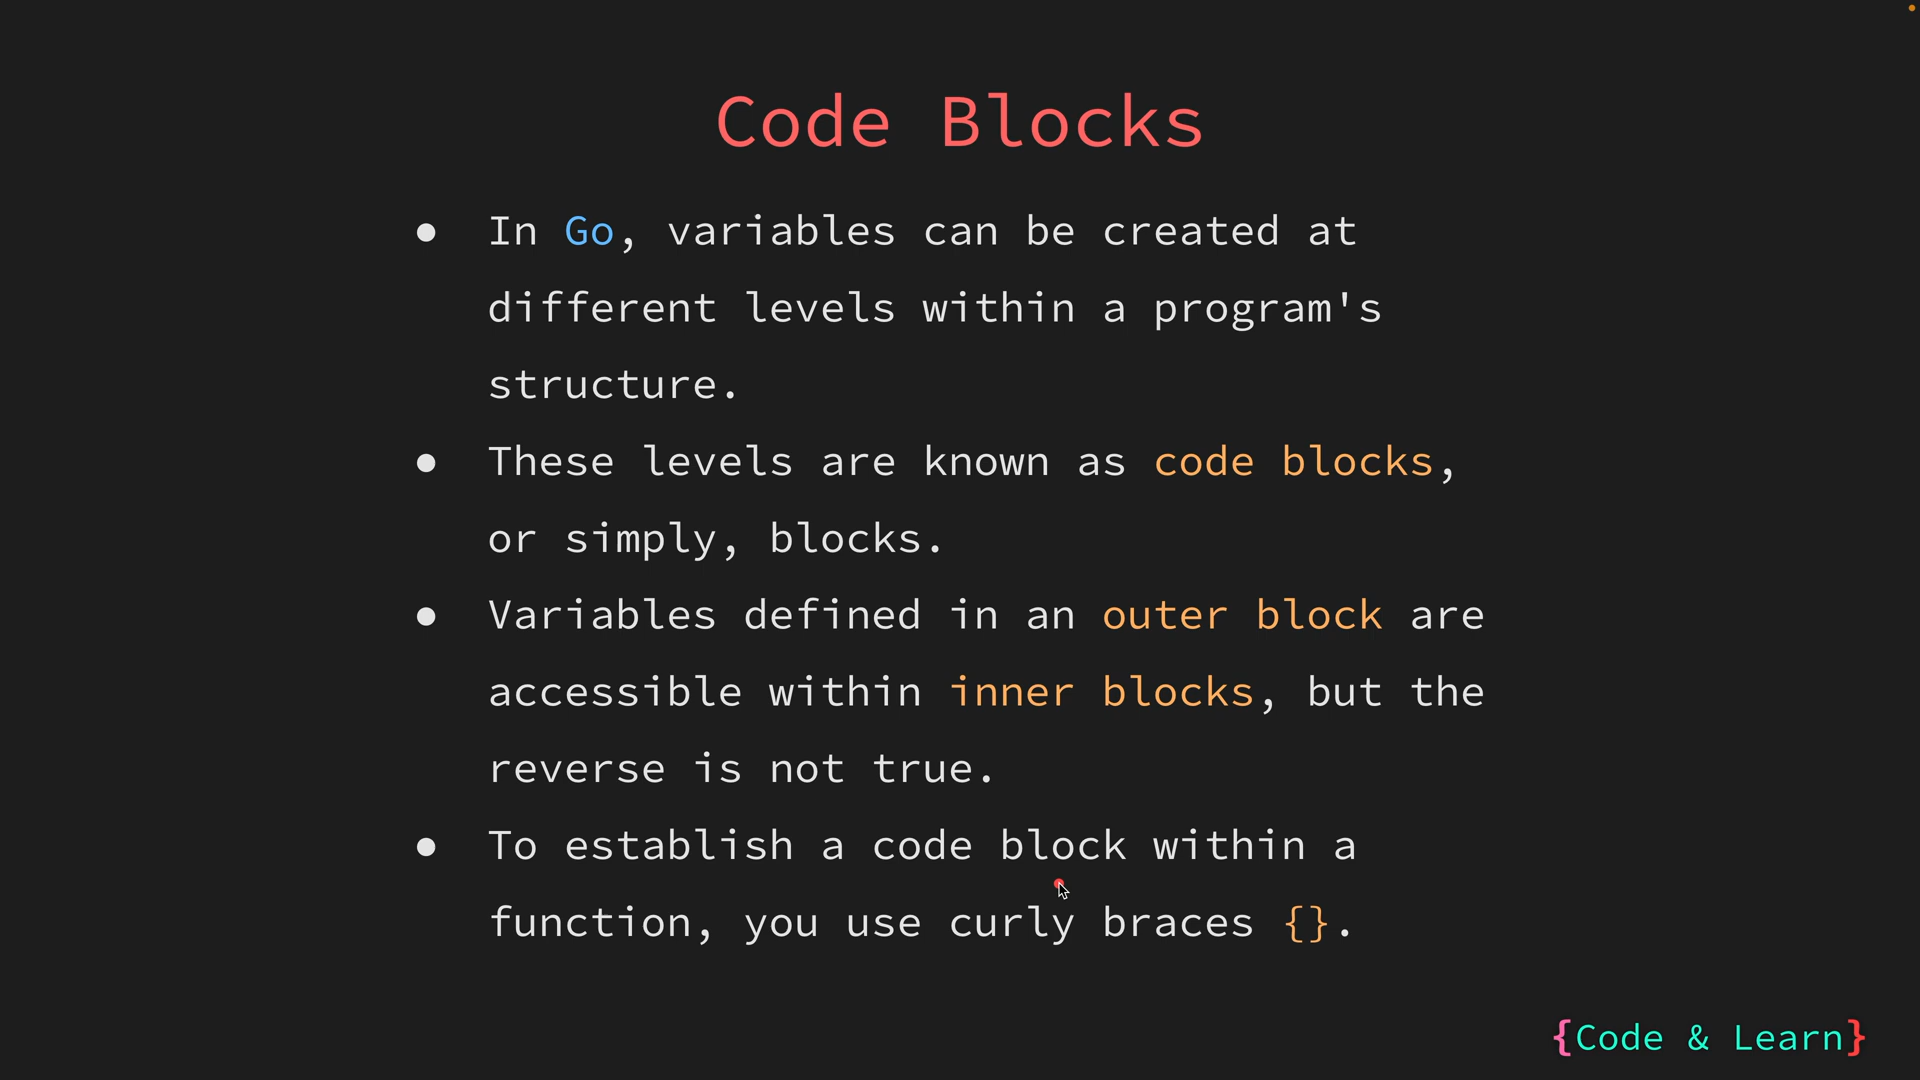 Code Blocks
● In Go, variables can be created at
different levels within a program's
structure.
● These levels are known as code blocks,
or simply, blocks.
● Variables defined in an outer block are
accessible within inner blocks, but the
reverse is not true.
● To establish a code block within a
function, you use curly braces {}.
{Code & Learn}